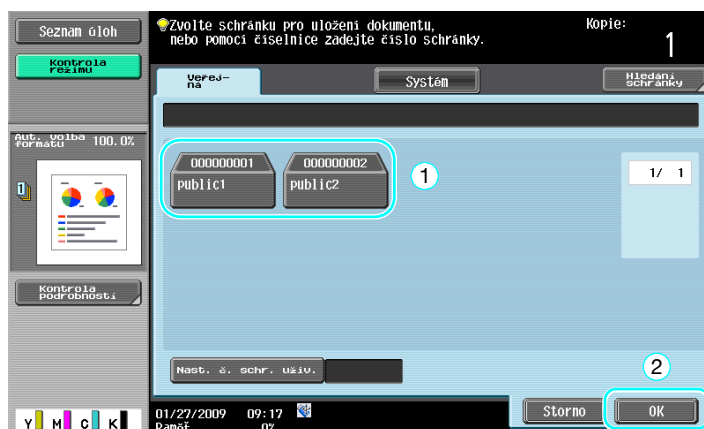 Seznam úloh
Kontrola
režimu
Zvolte schránku pro uložení dokumentu,
nebo pomocí číselnice zadejte číslo schránky.
Kopie:
1
Veřej-
ná
Systém
Hledání
schránky
Aut. volba
formátu
100.0%
000000001
public1
000000002
public2
1
1/ 1
1
Kontrola
podrobností
Nast. č. schr. uživ.
2
Storno
OK
01/27/2009 09:17
Paměť 0%
Y M C K